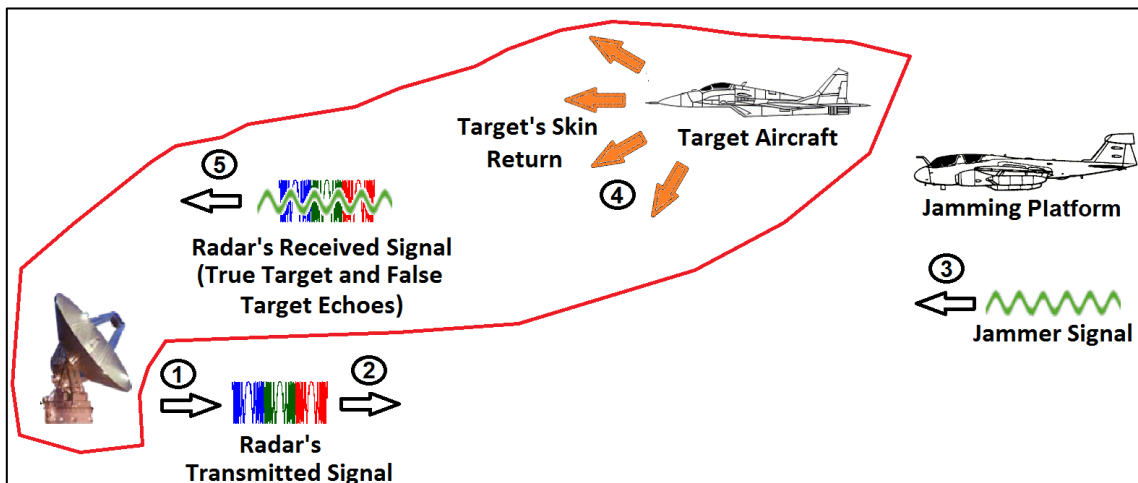 Target's Skin
Return
Target Aircraft
4
5
Radar's Received Signal
(True Target and False
Target Echoes)
Jamming Platform
3
Jammer Signal
1
2
Radar's
Transmitted Signal